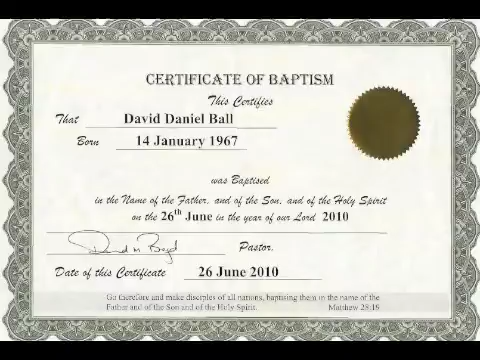 CERTIFICATE OF BAPTISM
This Certifies
That David Daniel Ball
Born 14 January 1967
was Baptised
in the Name of the Father, and of the Son, and of the Holy Spirit
on the 26th June in the year of our Lord 2010
Pastor.
Date of this Certificate 26 June 2010
Go therefore and make disciples of all nations, baptising them in the name of the
Father and of the Son and of the Holy Spirit. Matthew 28:19